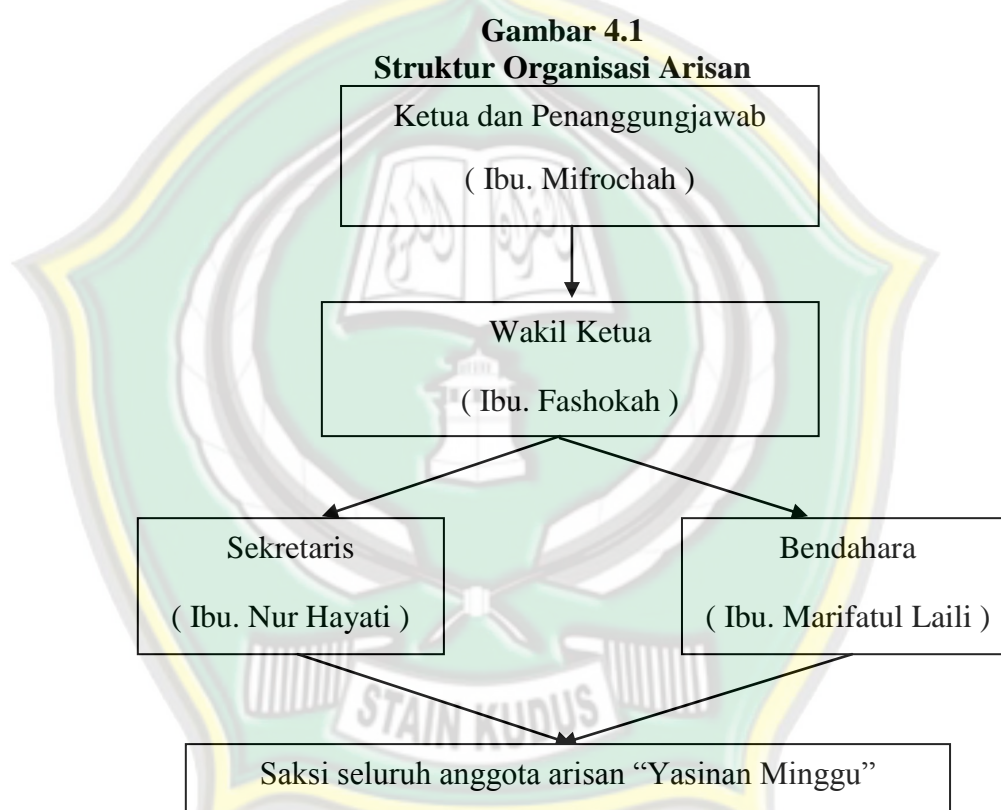 Gambar 4.1
Struktur Organisasi Arisan
Ketua dan Penanggungjawab
( Ibu. Mifrochah )
Wakil Ketua
( Ibu. Fashokah )
Sekretaris
( Ibu. Nur Hayati )
Bendahara
( Ibu. Marifatul Laili )
STAIN KUDUS
Saksi seluruh anggota arisan “Yasinan Minggu”